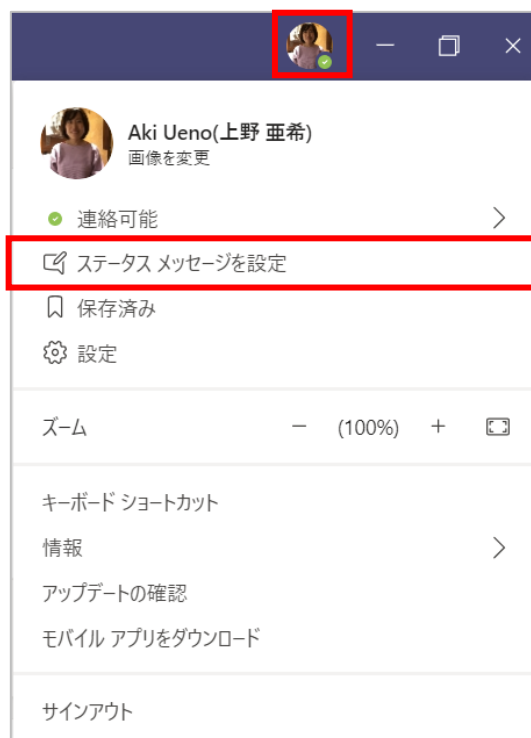 Aki Ueno(上野 亜希)
画像を変更
連絡可能
ステータス メッセージを設定
保存済み
設定
ズーム － (100%) +
キーボード ショートカット
情報
アップデートの確認
モバイル アプリをダウンロード
サインアウト